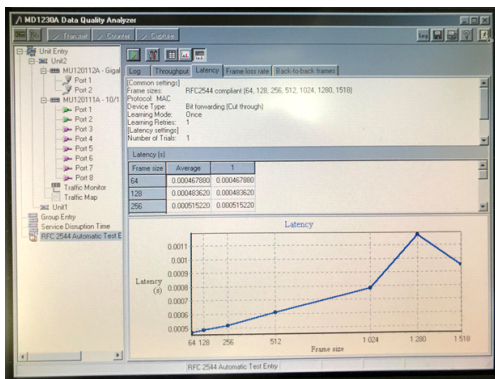 MD1230A Data Quality Analyzer
Transmit Counter Capture
Unit Entry
Unit2
MU120112A - Gigal
Port 1
Port 2
MU120111A - 10/1
Port 1
Port 2
Port 3
Port 4
Port 5
Port 6
Port 7
Port 8
Traffic Monitor
Traffic Map
Unit1
Group Entry
Service Disruption Time
RFC 2544 Automatic Test E
Log Throughput Latency Frame loss rate Back-to-back frames
[Common settings]
Frame sizes: RFC2544 compliant (64, 128, 256, 512, 1024, 1280, 1518)
Protocol: MAC
Device Type: Bit forwarding (Cut through)
Learning Mode: Once
Learning Retries: 1
[Latency settings]
Number of Trials: 1
Latency (s)
Frame size Average 1
64 0.000467880 0.000467880
128 0.000483620 0.000483620
256 0.000515220 0.000515220
Latency
0.0011
0.001
0.0009
0.0008
0.0007
0.0006
0.0005
Latency
(s)
64 128 256 512 1 024 1 280 1 518
Frame size
RFC 2544 Automatic Test Entry